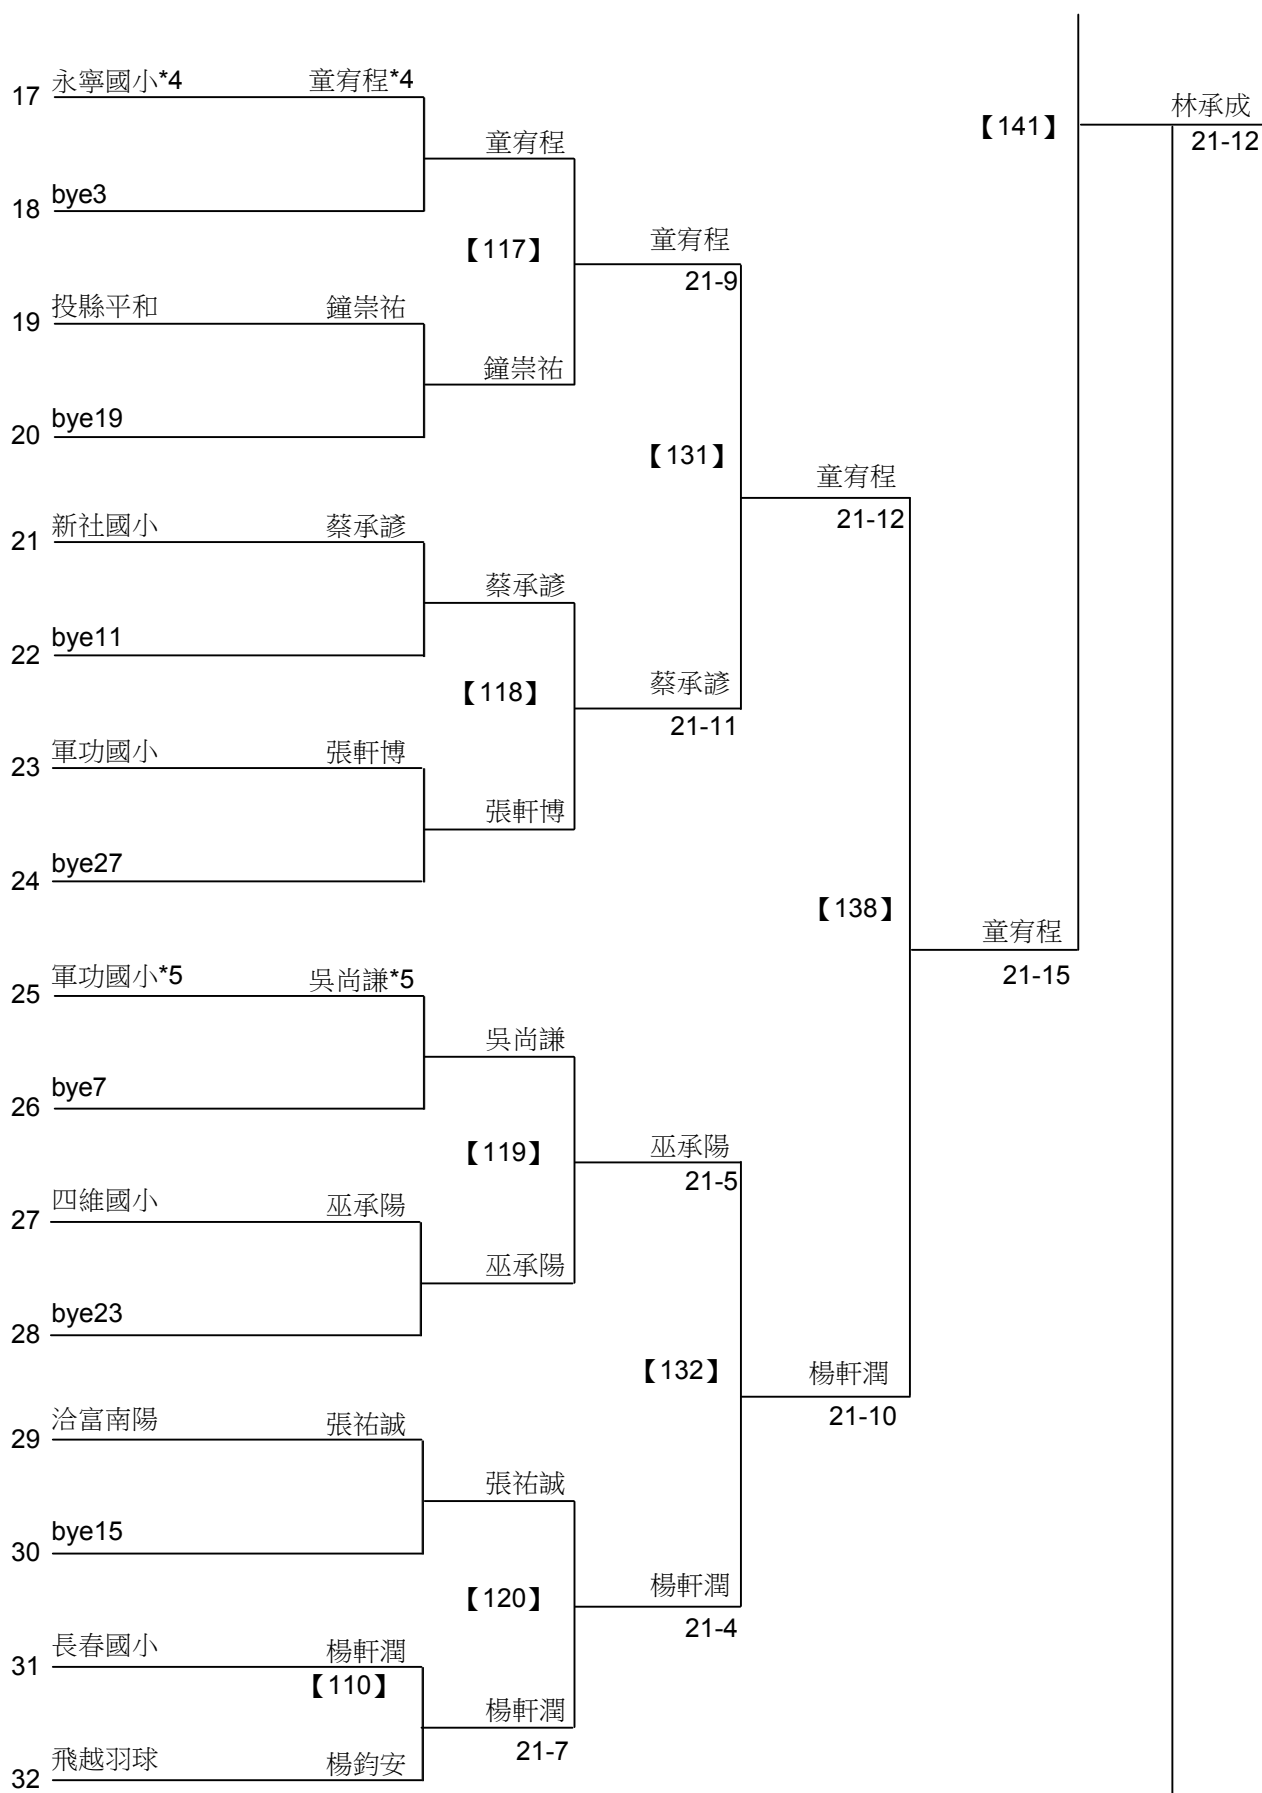 17 永寧國小*4 童宥程*4
林承成
【141】
21-12
童宥程
18 bye3
【117】
童宥程
21-9
19 投縣平和 鐘崇祐
鐘崇祐
20 bye19
【131】
童宥程
21-12
21 新社國小 蔡承諺
蔡承諺
22 bye11
【118】
蔡承諺
21-11
23 軍功國小 張軒博
張軒博
24 bye27
【138】
童宥程
21-15
25 軍功國小*5 吳尚謙*5
吳尚謙
26 bye7
【119】
巫承陽
21-5
27 四維國小 巫承陽
巫承陽
28 bye23
【132】
楊軒潤
21-10
29 洽富南陽 張祐誠
張祐誠
30 bye15
【120】
楊軒潤
21-4
31 長春國小 楊軒潤
【110】
楊軒潤
21-7
32 飛越羽球 楊鈞安